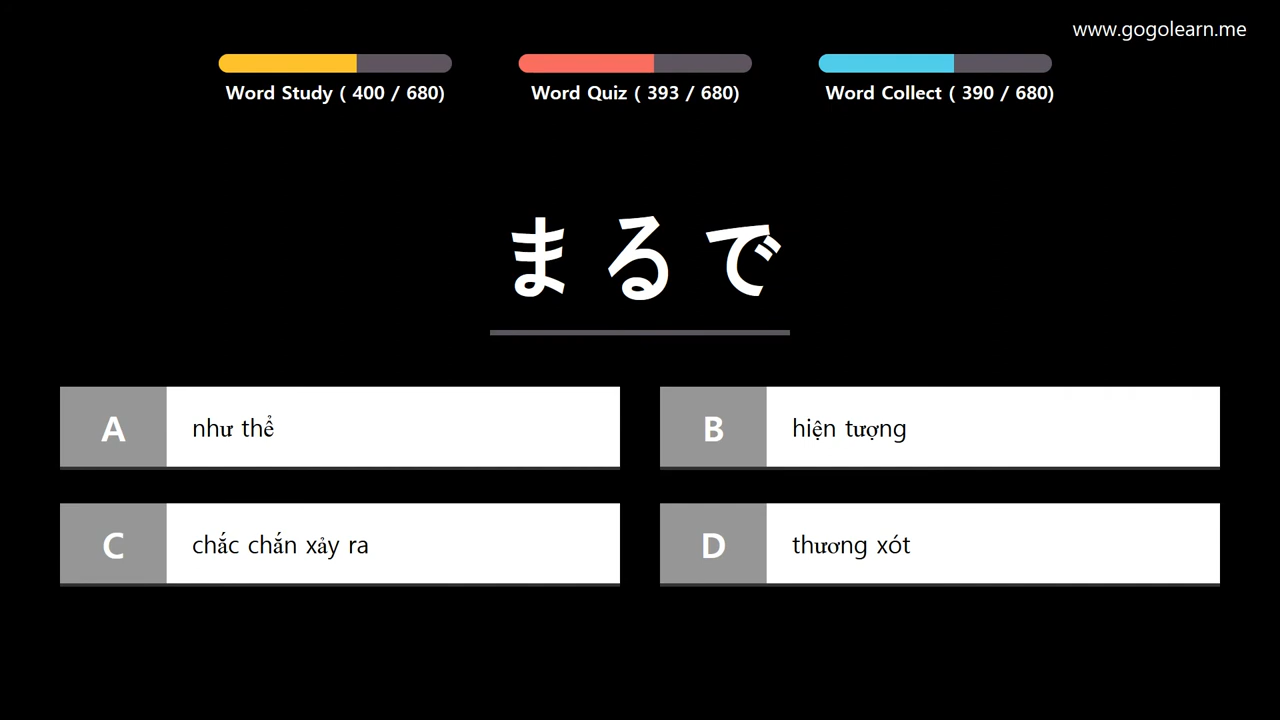 www.gogolearn.me
Word Study ( 400 / 680)
Word Quiz ( 393 / 680)
Word Collect ( 390 / 680)
まるで
A
như thể
B
hiện tượng
C
chắc chắn xảy ra
D
thương xót